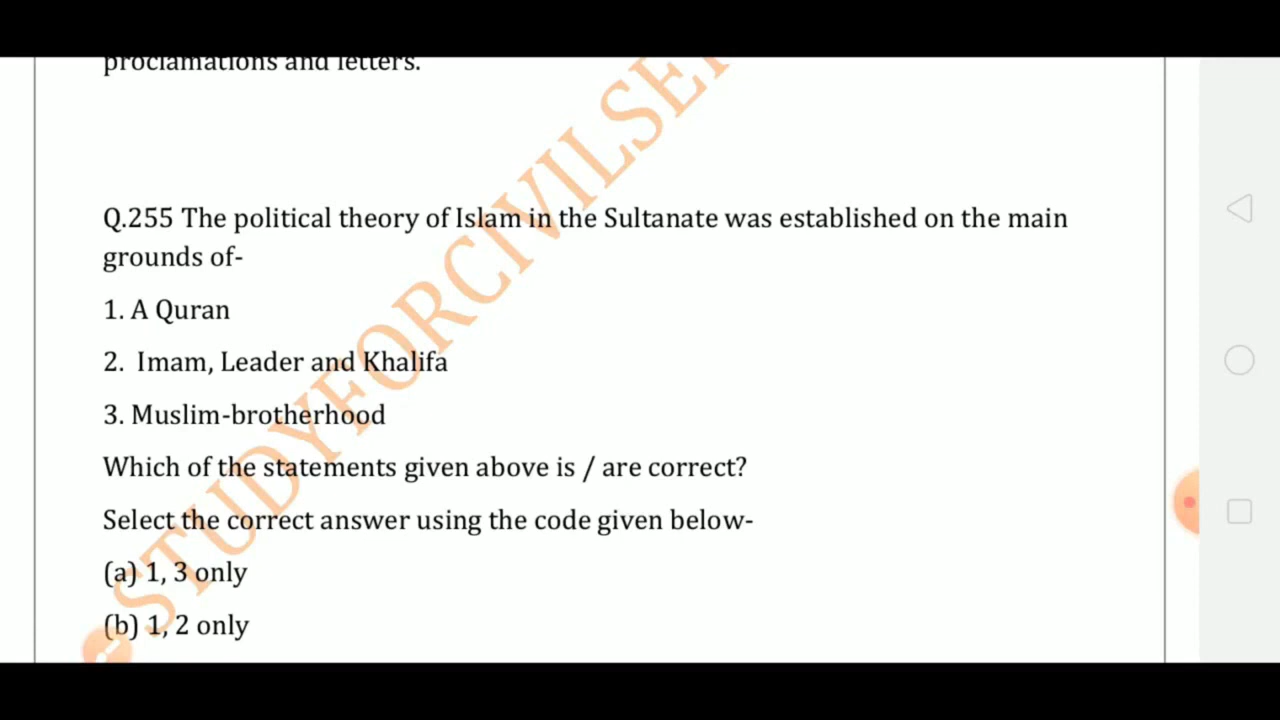 proclamations and letters.
Q.255 The political theory of Islam in the Sultanate was established on the main
grounds of-
1. A Quran
2. Imam, Leader and Khalifa
3. Muslim-brotherhood
Which of the statements given above is / are correct?
Select the correct answer using the code given below-
(a) 1, 3 only
(b) 1, 2 only
STUDYFORCIVILSER